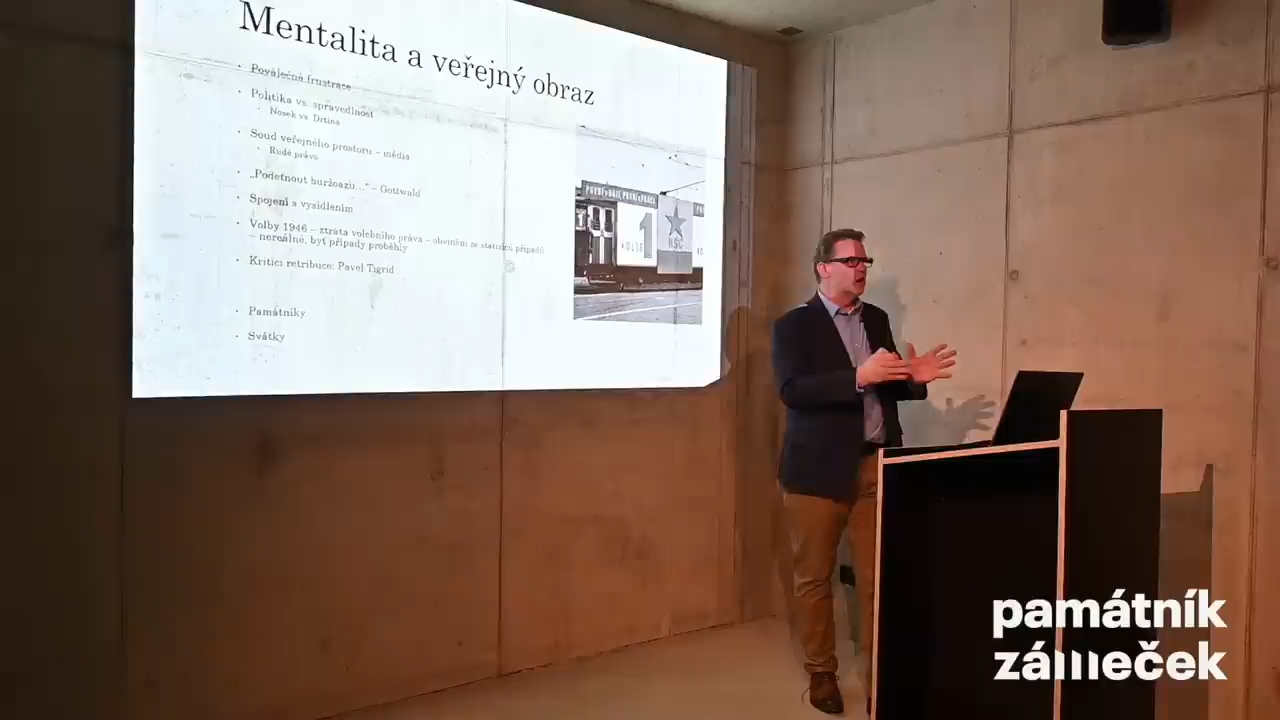 Mentalita a veřejný obraz
• Poválečná frustrace
• Politika vs. spravedlnost
• Nosek vs. Drtina
• Soud veřejného prostoru – média
• Rudé právo
• „Podetnout buržoazii…“ – Gottwald
• Spojení s vysídlením
• Volby 1946 – ztráta volebního práva – obvinění ze statisíců případů
– nereálné, byť případy proběhly
• Kritici retribuce: Pavel Tigrid
• Památníky
• Svátky
1
KSČ
památník
zámeček